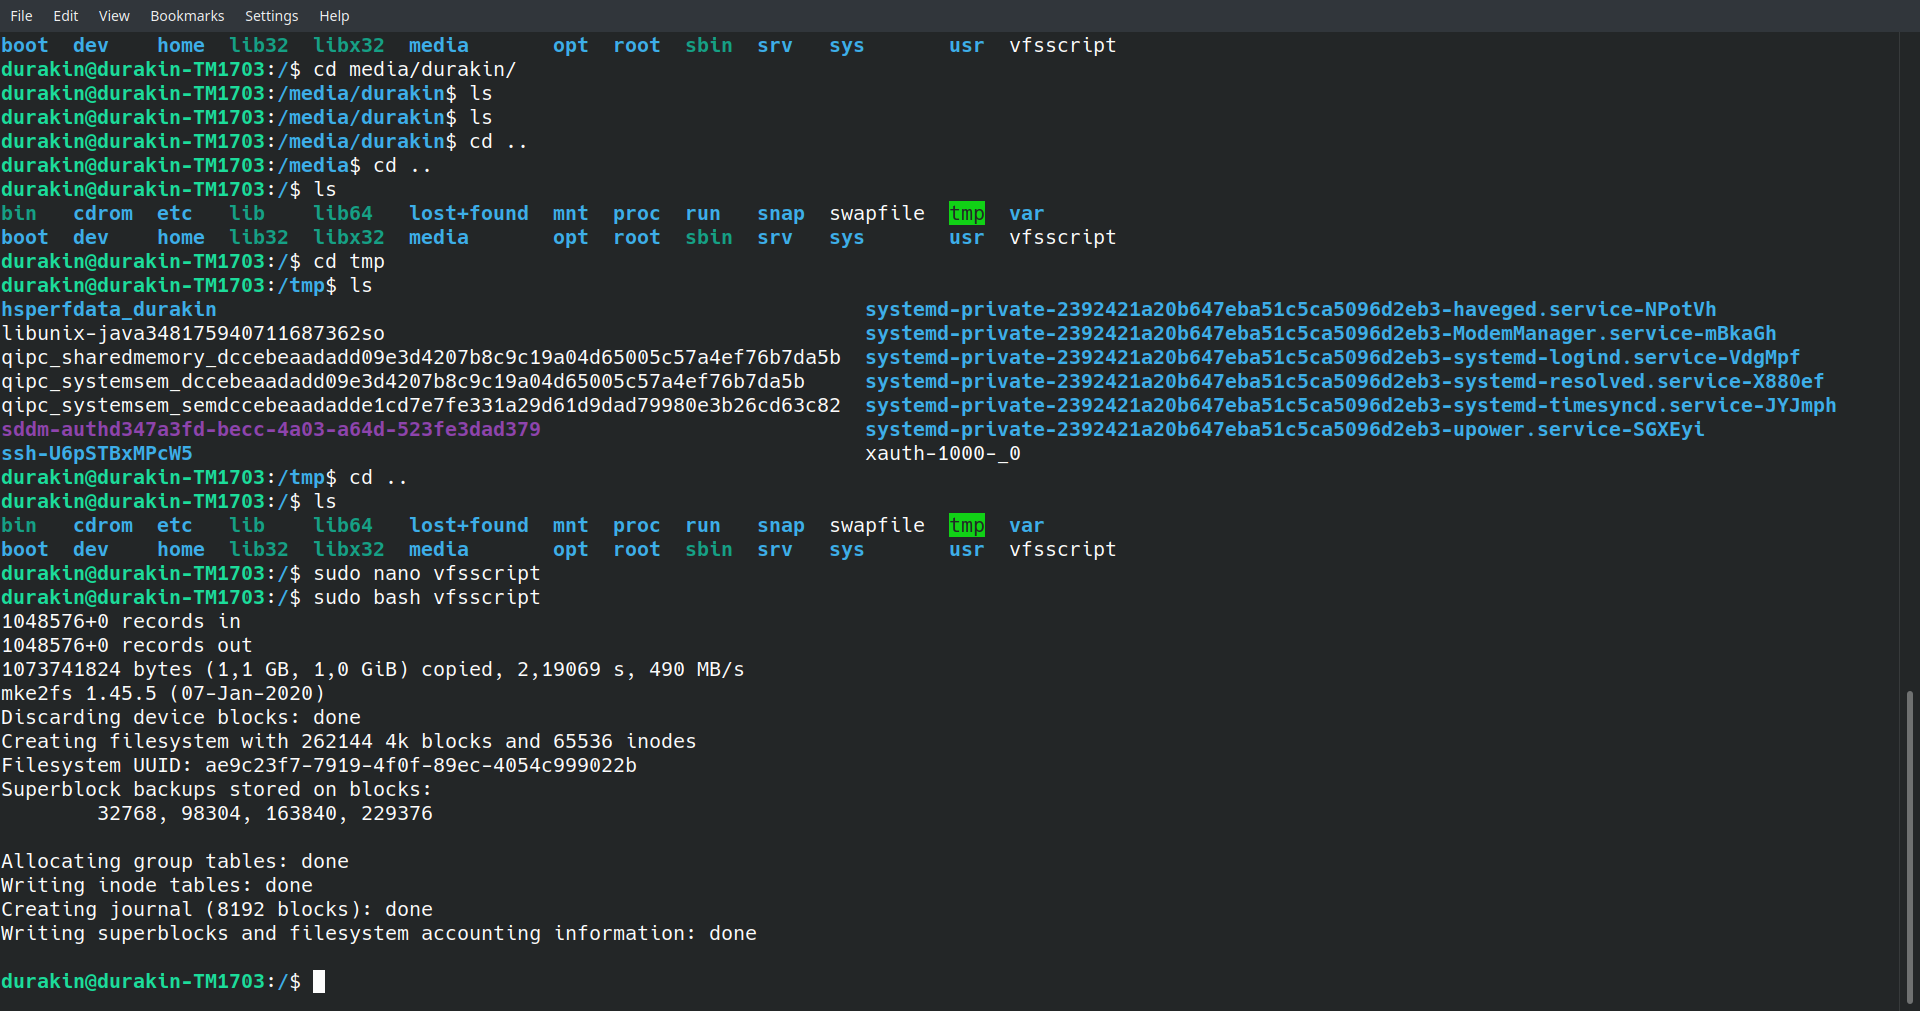 File Edit View Bookmarks Settings Help
boot dev home lib32 libx32 media opt root sbin srv sys usr vfsscript
durakin@durakin-TM1703:/$ cd media/durakin/
durakin@durakin-TM1703:/media/durakin$ ls
durakin@durakin-TM1703:/media/durakin$ ls
durakin@durakin-TM1703:/media/durakin$ cd ..
durakin@durakin-TM1703:/media$ cd ..
durakin@durakin-TM1703:/$ ls
bin cdrom etc lib lib64 lost+found mnt proc run snap swapfile tmp var
boot dev home lib32 libx32 media opt root sbin srv sys usr vfsscript
durakin@durakin-TM1703:/$ cd tmp
durakin@durakin-TM1703:/tmp$ ls
hsperfdata_durakin systemd-private-2392421a20b647eba51c5ca5096d2eb3-haveged.service-NPotVh
libunix-java3481759407116873​62so systemd-private-2392421a20b647eba51c5ca5096d2eb3-ModemManager.service-mBkaGh
qipc_sharedmemory_dccebeaadadd09e3d4207b8c9c19a04d65005c57a4ef76b7da5b systemd-private-2392421a20b647eba51c5ca5096d2eb3-systemd-logind.service-VdgMpf
qipc_systemsem_dccebeaadadd09e3d4207b8c9c19a04d65005c57a4ef76b7da5b systemd-private-2392421a20b647eba51c5ca5096d2eb3-systemd-resolved.service-X880ef
qipc_systemsem_semdccebeaadadde1cd7e7fe331a29d61d9dad79980e3b26cd63c82 systemd-private-2392421a20b647eba51c5ca5096d2eb3-systemd-timesyncd.service-JYJmph
sddm-authd347a3fd-becc-4a03-a64d-523fe3dad379 systemd-private-2392421a20b647eba51c5ca5096d2eb3-upower.service-SGXEyi
ssh-U6pSTBxMPcW5 xauth-1000-_0
durakin@durakin-TM1703:/tmp$ cd ..
durakin@durakin-TM1703:/$ ls
bin cdrom etc lib lib64 lost+found mnt proc run snap swapfile tmp var
boot dev home lib32 libx32 media opt root sbin srv sys usr vfsscript
durakin@durakin-TM1703:/$ sudo nano vfsscript
durakin@durakin-TM1703:/$ sudo bash vfsscript
1048576+0 records in
1048576+0 records out
1073741824 bytes (1,1 GB, 1,0 GiB) copied, 2,19069 s, 490 MB/s
mke2fs 1.45.5 (07-Jan-2020)
Discarding device blocks: done
Creating filesystem with 262144 4k blocks and 65536 inodes
Filesystem UUID: ae9c23f7-7919-4f0f-89ec-4054c999022b
Superblock backups stored on blocks:
32768, 98304, 163840, 229376
Allocating group tables: done
Writing inode tables: done
Creating journal (8192 blocks): done
Writing superblocks and filesystem accounting information: done
durakin@durakin-TM1703:/$